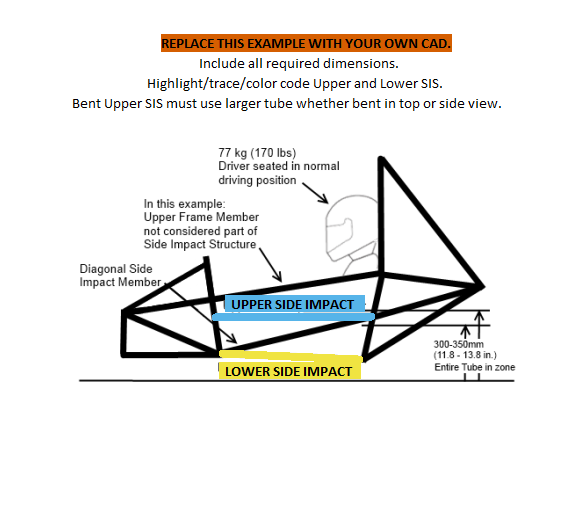 REPLACE THIS EXAMPLE WITH YOUR OWN CAD.
Include all required dimensions.
Highlight/trace/color code Upper and Lower SIS.
Bent Upper SIS must use larger tube whether bent in top or side view.
77 kg (170 lbs)
Driver seated in normal
driving position
In this example:
Upper Frame Member
not considered part of
Side Impact Structure
Diagonal Side
Impact Member
UPPER SIDE IMPACT
300-350mm
(11.8 - 13.8 in.)
Entire Tube in zone
LOWER SIDE IMPACT